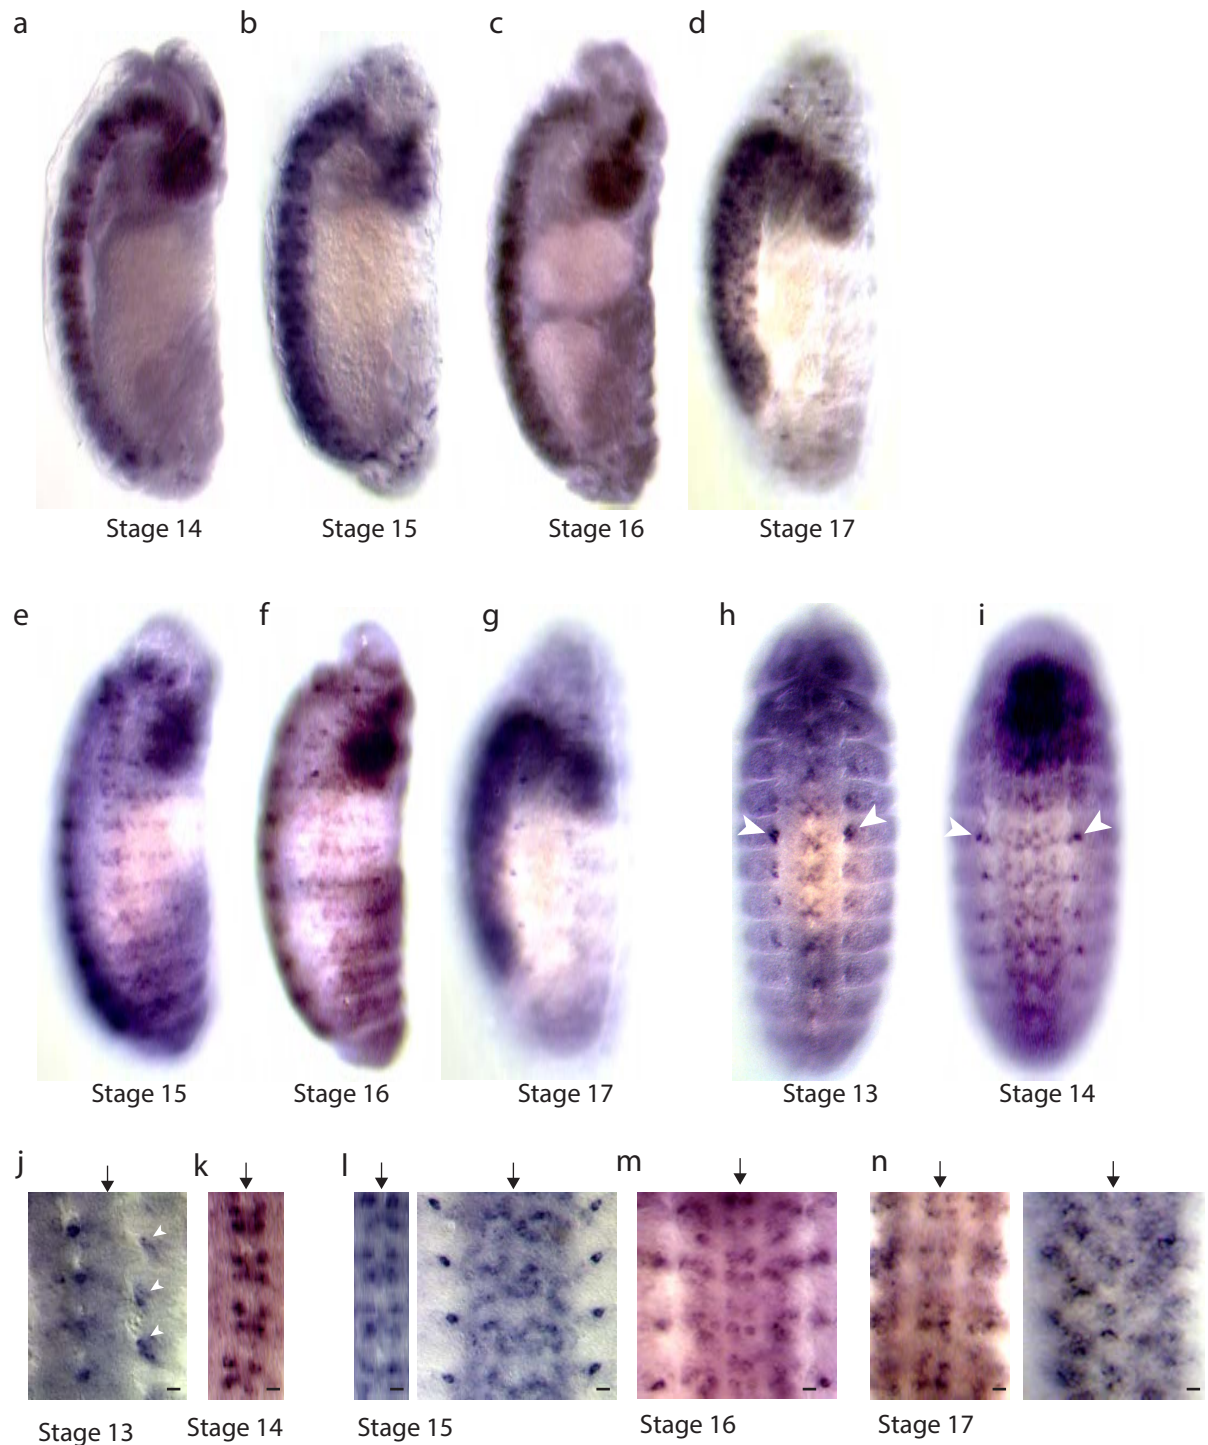 a b c d
Stage 14 Stage 15 Stage 16 Stage 17
e f g h i
Stage 15 Stage 16 Stage 17 Stage 13 Stage 14
j k l m n
Stage 13 Stage 14 Stage 15 Stage 16 Stage 17